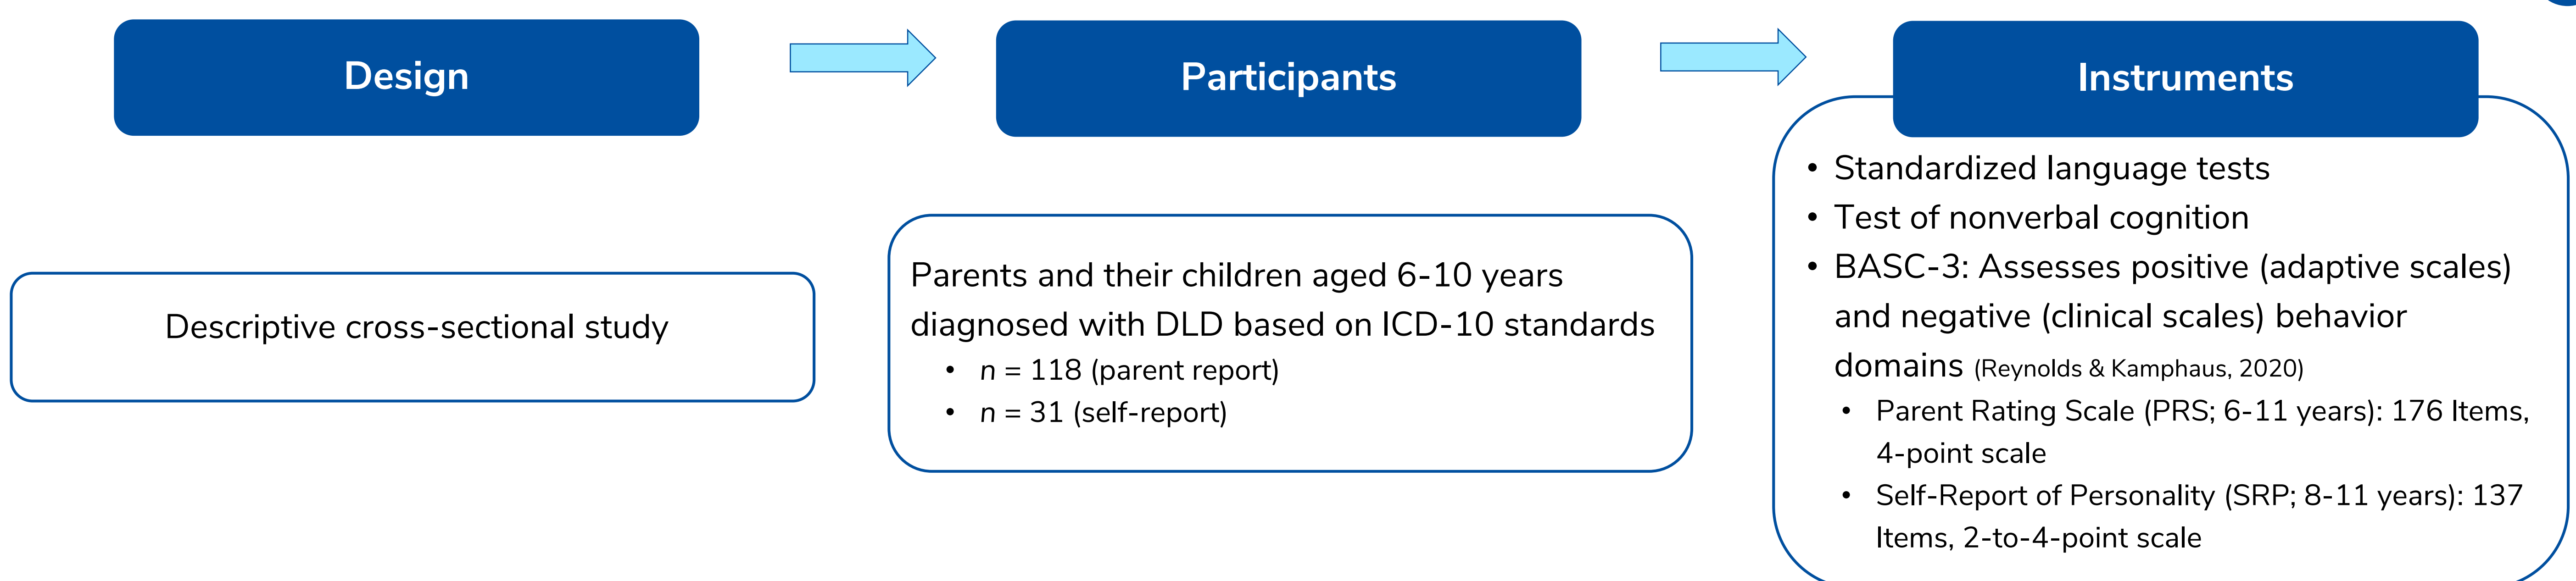 Design
Descriptive cross-sectional study
Participants
Parents and their children aged 6-10 years
diagnosed with DLD based on ICD-10 standards
• n = 118 (parent report)
• n = 31 (self-report)
Instruments
• Standardized language tests
• Test of nonverbal cognition
• BASC-3: Assesses positive (adaptive scales)
and negative (clinical scales) behavior
domains (Reynolds & Kamphaus, 2020)
• Parent Rating Scale (PRS; 6-11 years): 176 Items,
4-point scale
• Self-Report of Personality (SRP; 8-11 years): 137
Items, 2-to-4-point scale